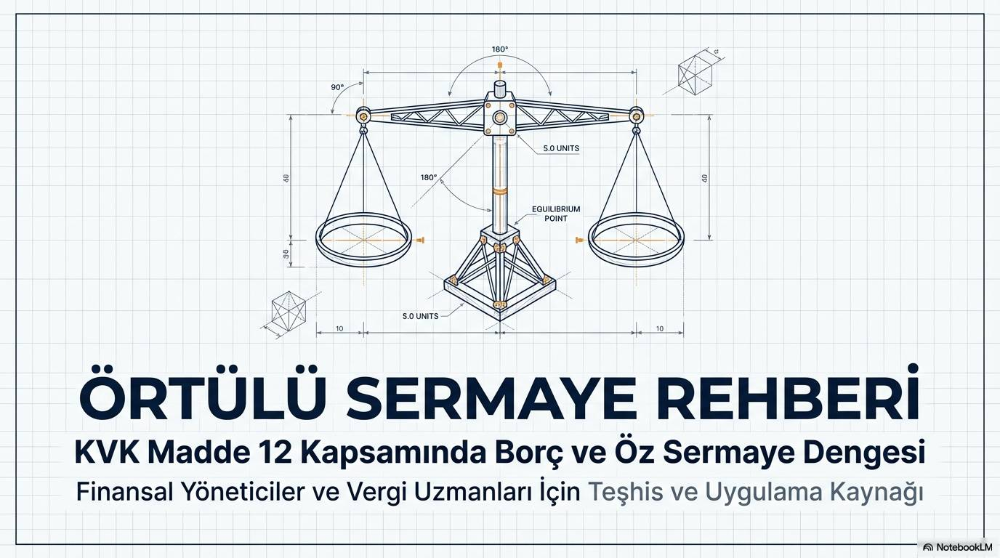 180°
90°
5.0 UNITS
180°
EQUILIBRIUM
POINT
5.0 UNITS
10
10
ÖRTÜLÜ SERMAYE REHBERİ
KVK Madde 12 Kapsamında Borç ve Öz Sermaye Dengesi
Finansal Yöneticiler ve Vergi Uzmanları İçin Teşhis ve Uygulama Kaynağı
NotebookLM